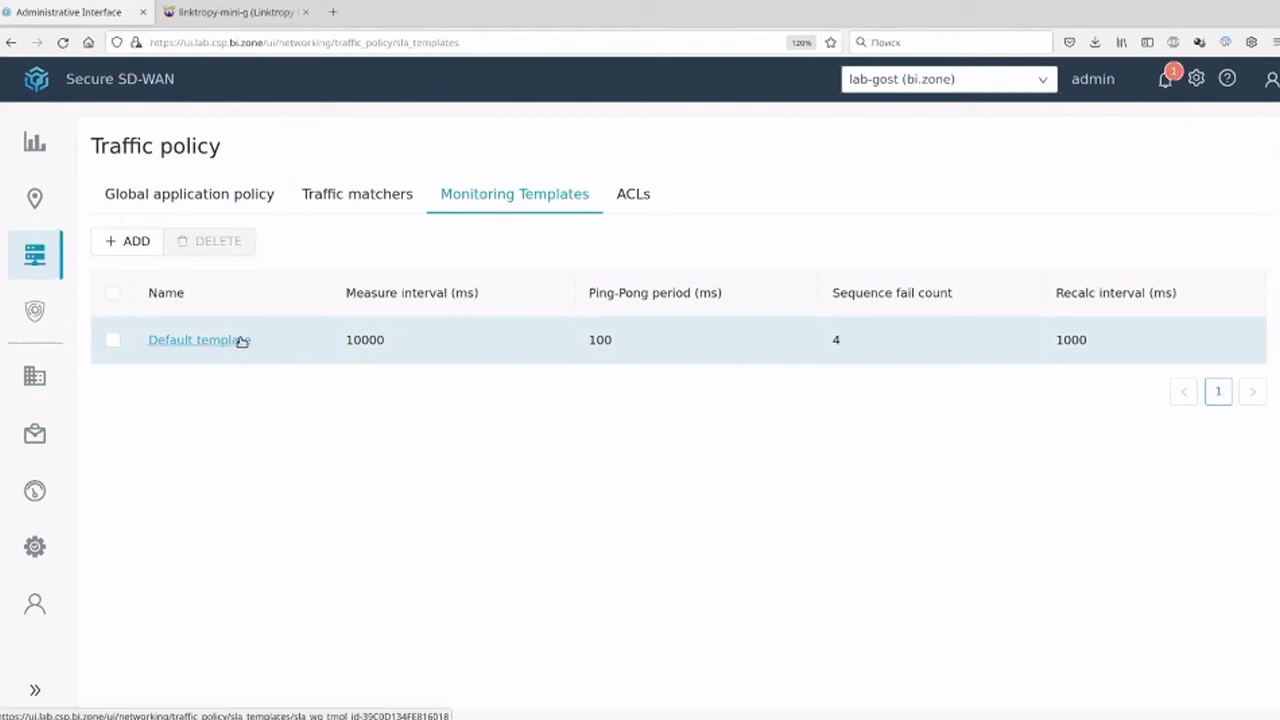 Administrative Interface
linktropy-mini-g (Linktropy
https://ui.lab.csp.bi.zone/ui/networking/traffic_policy/sla_templates
120%
Поиск
Secure SD-WAN
lab-gost (bi.zone)
admin
1
Traffic policy
Global application policy
Traffic matchers
Monitoring Templates
ACLs
+ ADD
DELETE
Name
Measure interval (ms)
Ping-Pong period (ms)
Sequence fail count
Recalc interval (ms)
Default template
10000
100
4
1000
1
https://ui.lab.csp.bi.zone/ui/networking/traffic_policy/sla_templates/sla_wg_tmpl_id-39C0D134FE816018